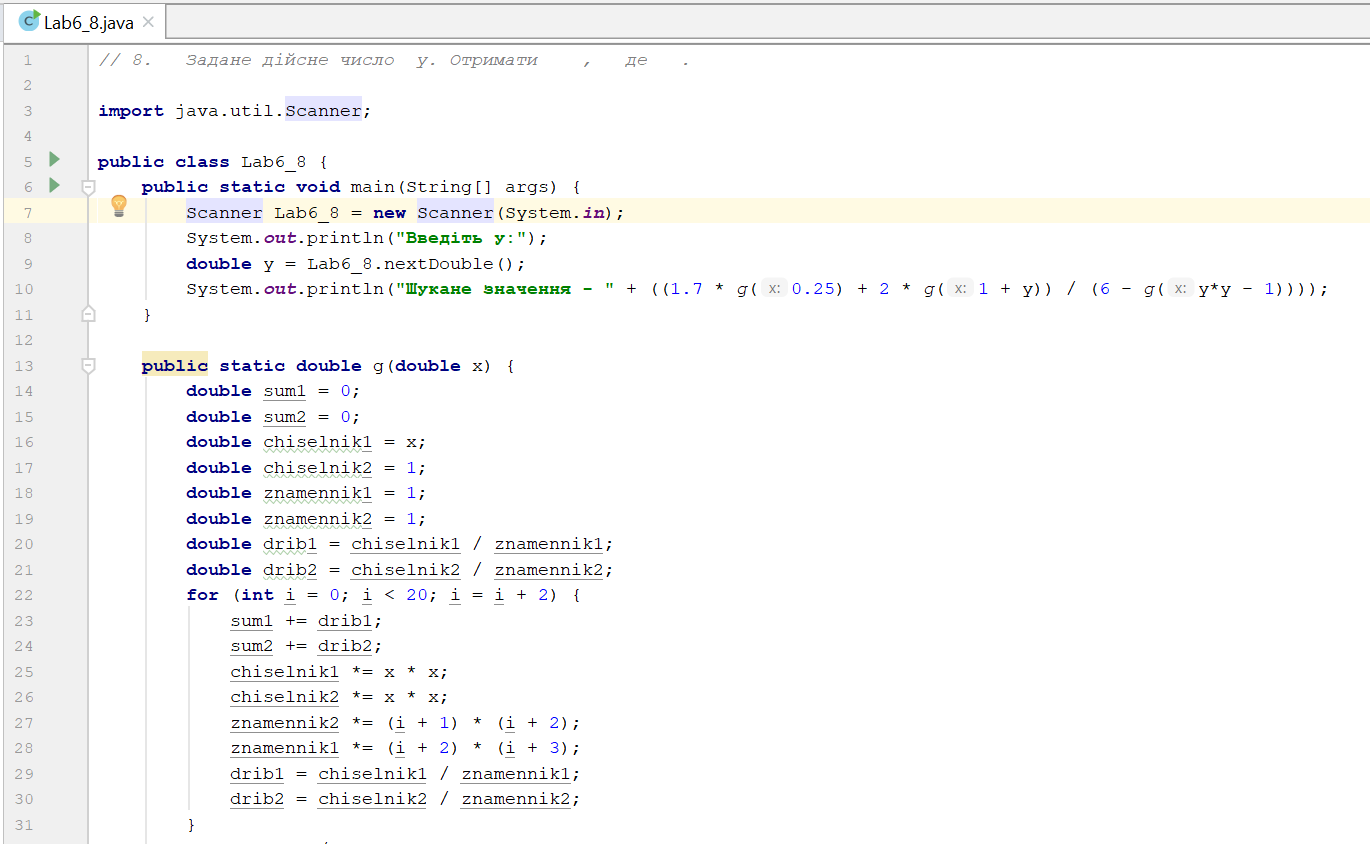 Lab6_8.java
1 // 8. Задане дійсне число y. Отримати , де .
2
3 import java.util.Scanner;
4
5 public class Lab6_8 {
6 public static void main(String[] args) {
7 Scanner Lab6_8 = new Scanner(System.in);
8 System.out.println("Введіть y:");
9 double y = Lab6_8.nextDouble();
10 System.out.println("Шукане значення - " + ((1.7 * g( x: 0.25) + 2 * g( x: 1 + y)) / (6 - g( x: y*y - 1))));
11 }
12
13 public static double g(double x) {
14 double sum1 = 0;
15 double sum2 = 0;
16 double chiselnik1 = x;
17 double chiselnik2 = 1;
18 double znamennik1 = 1;
19 double znamennik2 = 1;
20 double drib1 = chiselnik1 / znamennik1;
21 double drib2 = chiselnik2 / znamennik2;
22 for (int i = 0; i < 20; i = i + 2) {
23 sum1 += drib1;
24 sum2 += drib2;
25 chiselnik1 *= x * x;
26 chiselnik2 *= x * x;
27 znamennik2 *= (i + 1) * (i + 2);
28 znamennik1 *= (i + 2) * (i + 3);
29 drib1 = chiselnik1 / znamennik1;
30 drib2 = chiselnik2 / znamennik2;
31 }